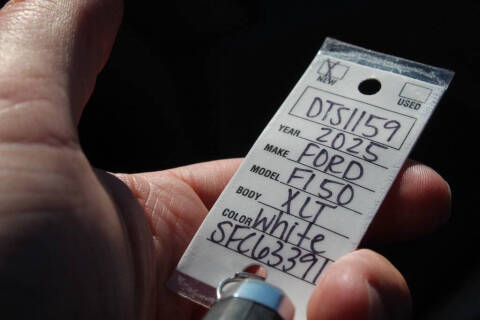 X
NEW USED
DTS1159
YEAR 2025
MAKE FORD
MODEL F150
BODY XLT
COLOR White
SFC63391